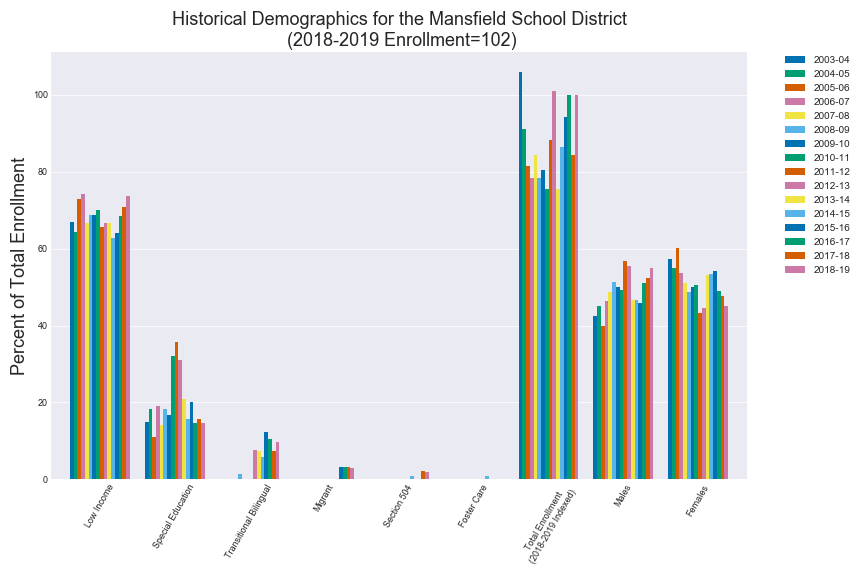 Historical Demographics for the Mansfield School District
(2018-2019 Enrollment=102)
Percent of Total Enrollment
100
80
60
40
20
0
Low Income
Special Education
Transitional Bilingual
Migrant
Section 504
Foster Care
Total Enrollment
(2018-2019 Indexed)
Males
Females
2003-04
2004-05
2005-06
2006-07
2007-08
2008-09
2009-10
2010-11
2011-12
2012-13
2013-14
2014-15
2015-16
2016-17
2017-18
2018-19